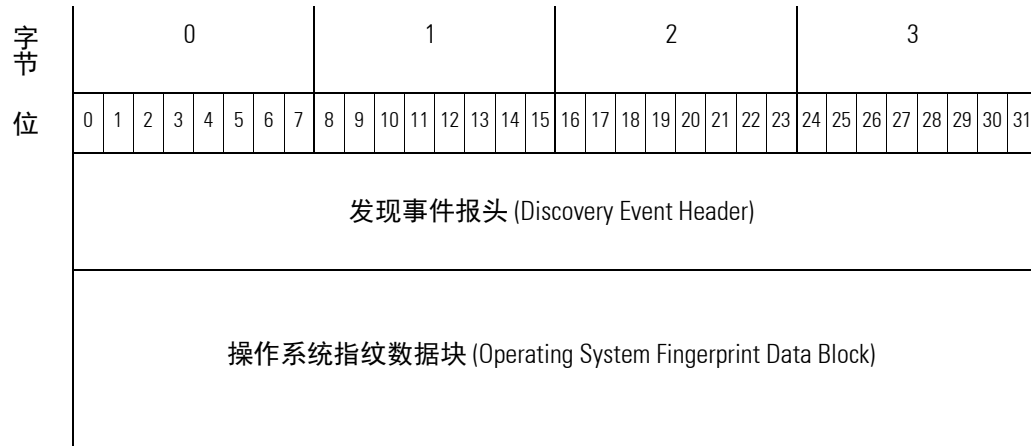 字节 0 1 2 3
位 0 1 2 3 4 5 6 7 8 9 10 11 12 13 14 15 16 17 18 19 20 21 22 23 24 25 26 27 28 29 30 31
发现事件报头 (Discovery Event Header)
操作系统指纹数据块 (Operating System Fingerprint Data Block)